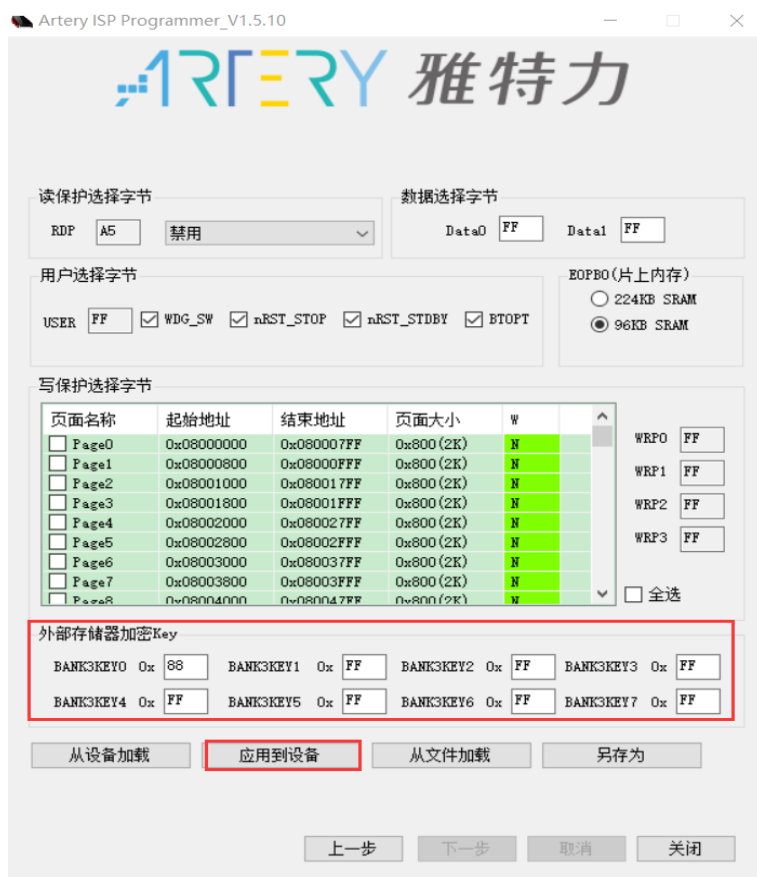 Artery ISP Programmer_V1.5.10
ARTERY 雅特力
读保护选择字节
RDP A5 禁用
数据选择字节
Data0 FF Data1 FF
用户选择字节
USER FF WDG_SW nRST_STOP nRST_STDBY BTOPT
EOPB0(片上内存)
224KB SRAM
96KB SRAM
写保护选择字节
页面名称 起始地址 结束地址 页面大小 W
Page0 0x08000000 0x080007FF 0x800(2K) N
Page1 0x08000800 0x08000FFF 0x800(2K) N
Page2 0x08001000 0x080017FF 0x800(2K) N
Page3 0x08001800 0x08001FFF 0x800(2K) N
Page4 0x08002000 0x080027FF 0x800(2K) N
Page5 0x08002800 0x08002FFF 0x800(2K) N
Page6 0x08003000 0x080037FF 0x800(2K) N
Page7 0x08003800 0x08003FFF 0x800(2K) N
Page8 0x08004000 0x080047FF 0x800(2K) N
WRP0 FF
WRP1 FF
WRP2 FF
WRP3 FF
全选
外部存储器加密Key
BANK3KEY0 0x 88 BANK3KEY1 0x FF BANK3KEY2 0x FF BANK3KEY3 0x FF
BANK3KEY4 0x FF BANK3KEY5 0x FF BANK3KEY6 0x FF BANK3KEY7 0x FF
从设备加载 应用到设备 从文件加载 另存为
上一步 下一步 取消 关闭